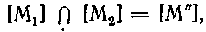 [M₁] ⋂ [M₂] = [M″],